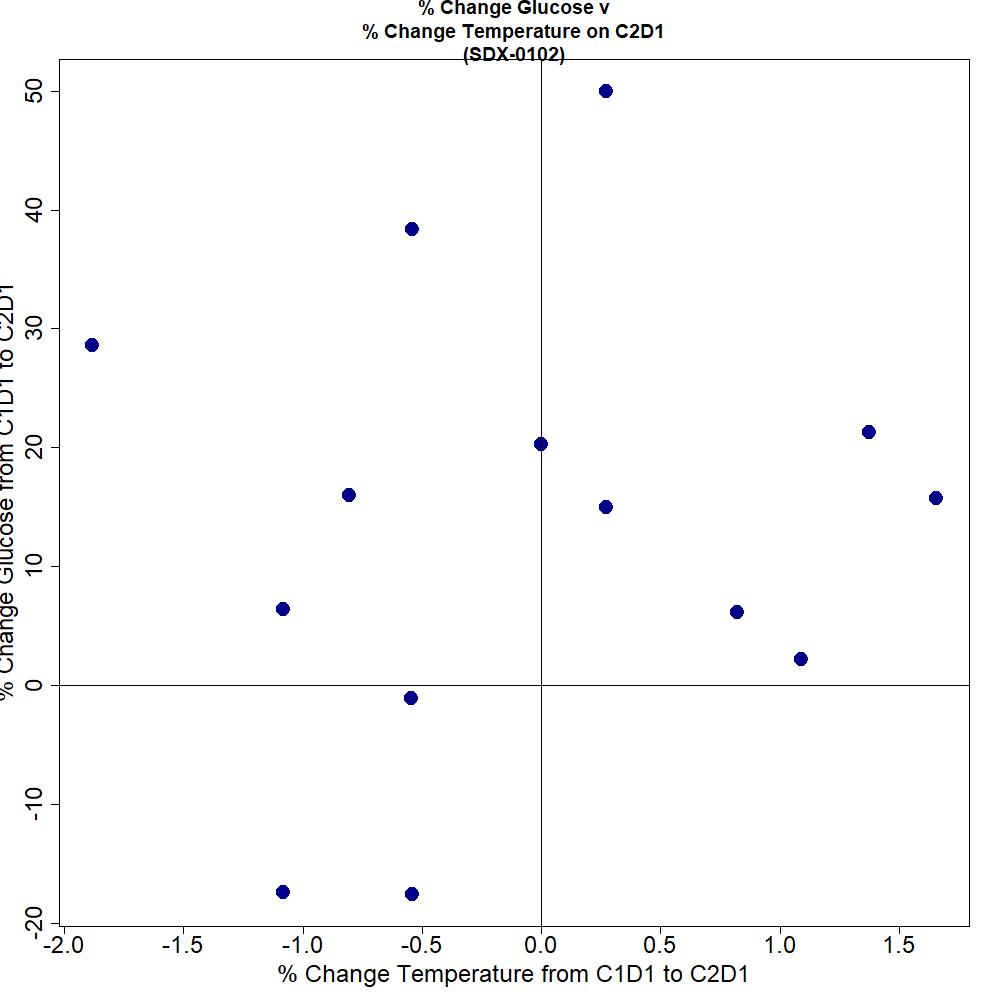 % Change Glucose v
% Change Temperature on C2D1
(SDX-0102)
% Change Glucose from C1D1 to C2D1
50
40
30
20
10
0
-10
-20
-2.0 -1.5 -1.0 -0.5 0.0 0.5 1.0 1.5
% Change Temperature from C1D1 to C2D1